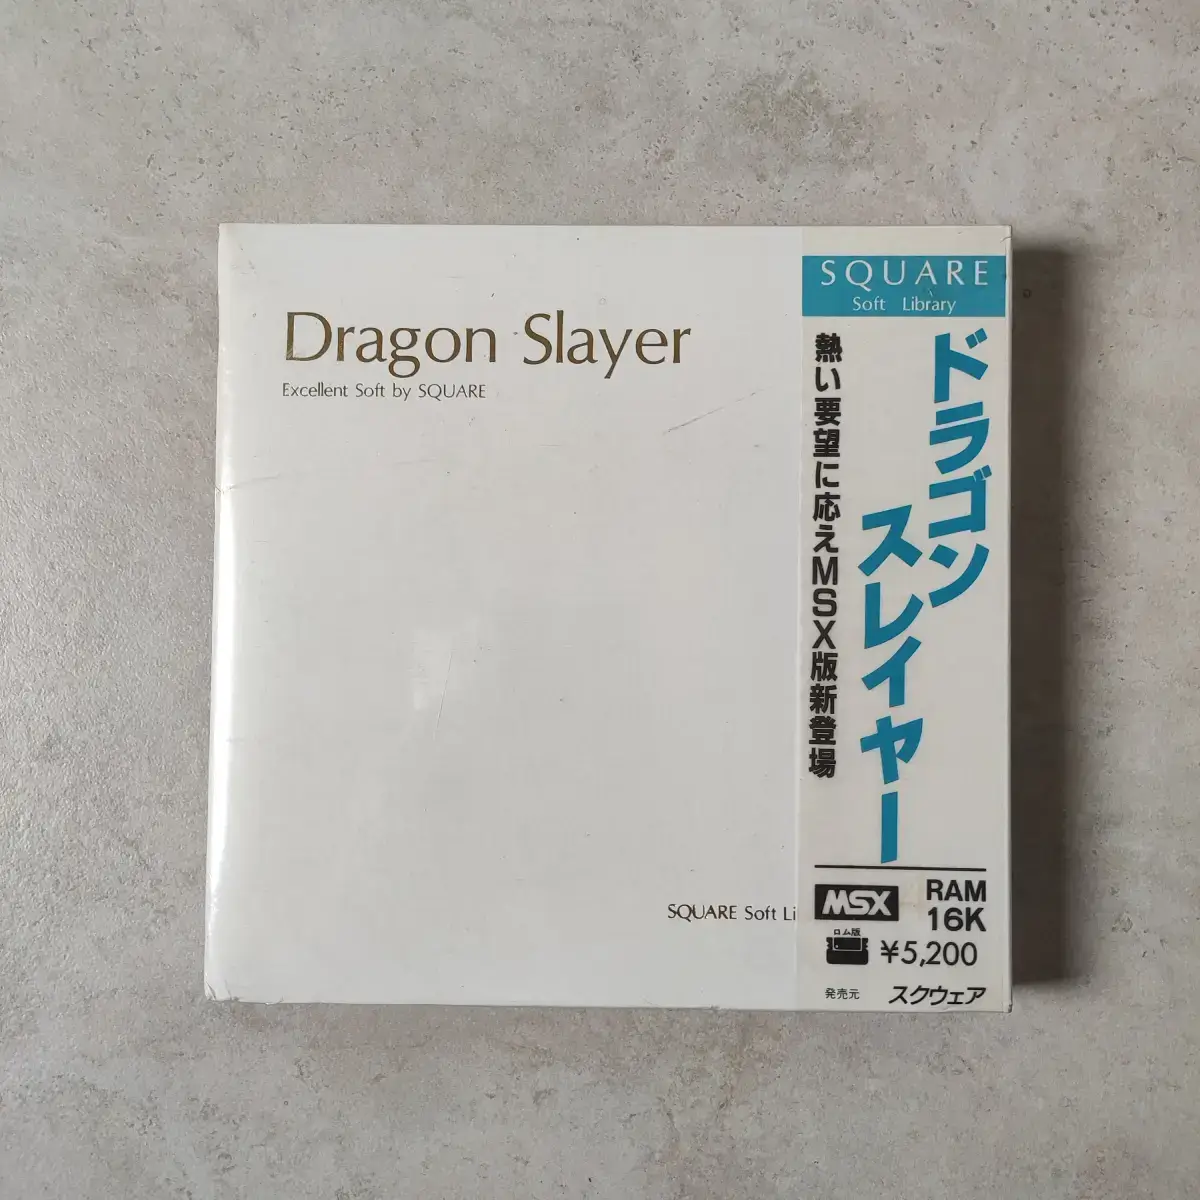 Dragon Slayer
Excellent Soft by SQUARE
SQUARE Soft Li
SQUARE
Soft Library
ドラゴン
スレイヤー
熱い要望に応えMSX版新登場
MSX
RAM
16K
ロム版
¥5,200
発売元
スクウェア